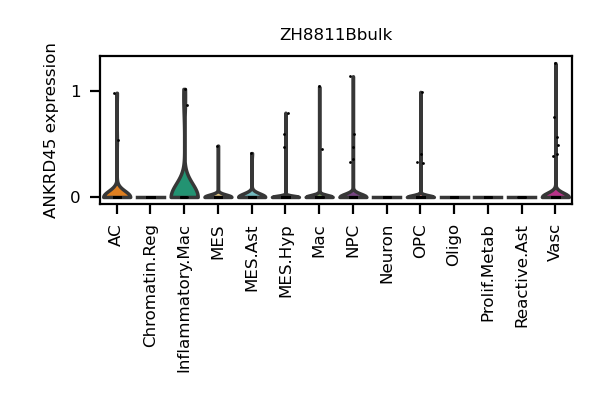 ZH8811Bbulk
ANKRD45 expression
1
0
AC
Chromatin.Reg
Inflammatory.Mac
MES
MES.Ast
MES.Hyp
Mac
NPC
Neuron
OPC
Oligo
Prolif.Metab
Reactive.Ast
Vasc